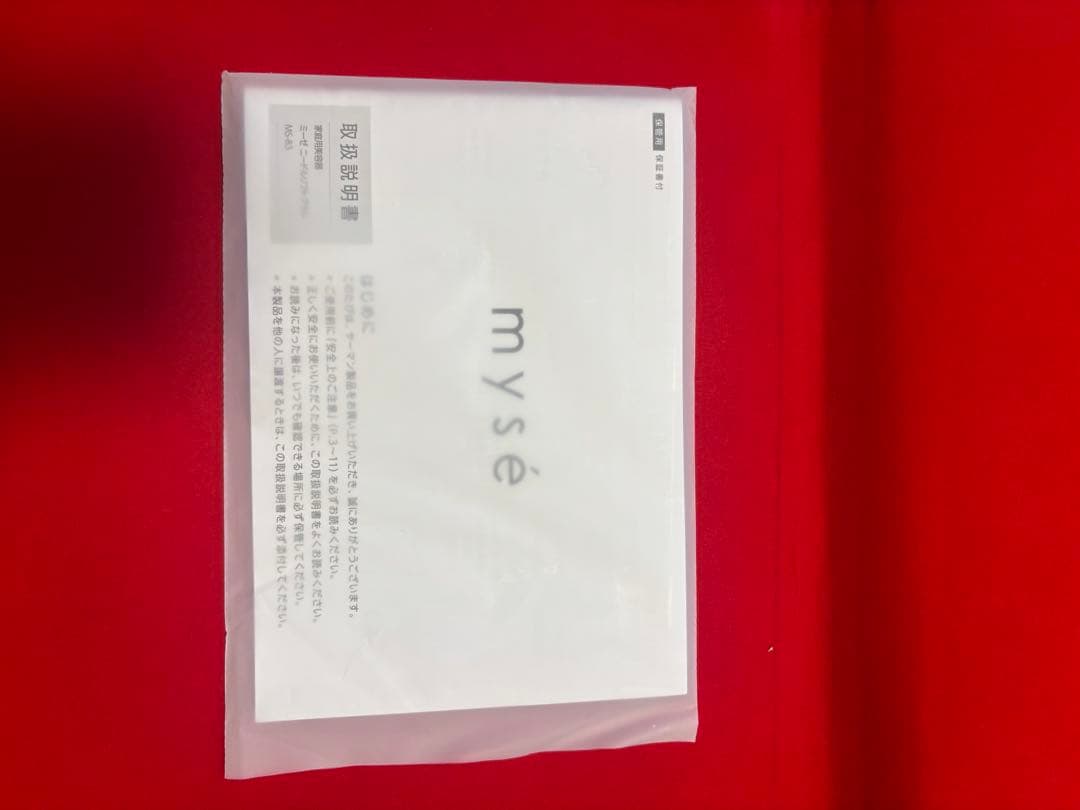 保管用 保証書付
mysé
取扱説明書
家庭用美容器
ミーゼ ニードルリフト
MS-83
はじめに
このたびは、ヤーマン製品をお買い上げいただき、誠にありがとうございます。
* ご使用前に「安全上のご注意」(P.3〜11)を必ずお読みください。
* 正しく安全にお使いいただくために、この取扱説明書をよくお読みください。
* お読みになった後は、いつでも確認できる場所に必ず保管してください。
* 本製品を他の人に譲渡するときは、この取扱説明書を必ず添付してください。